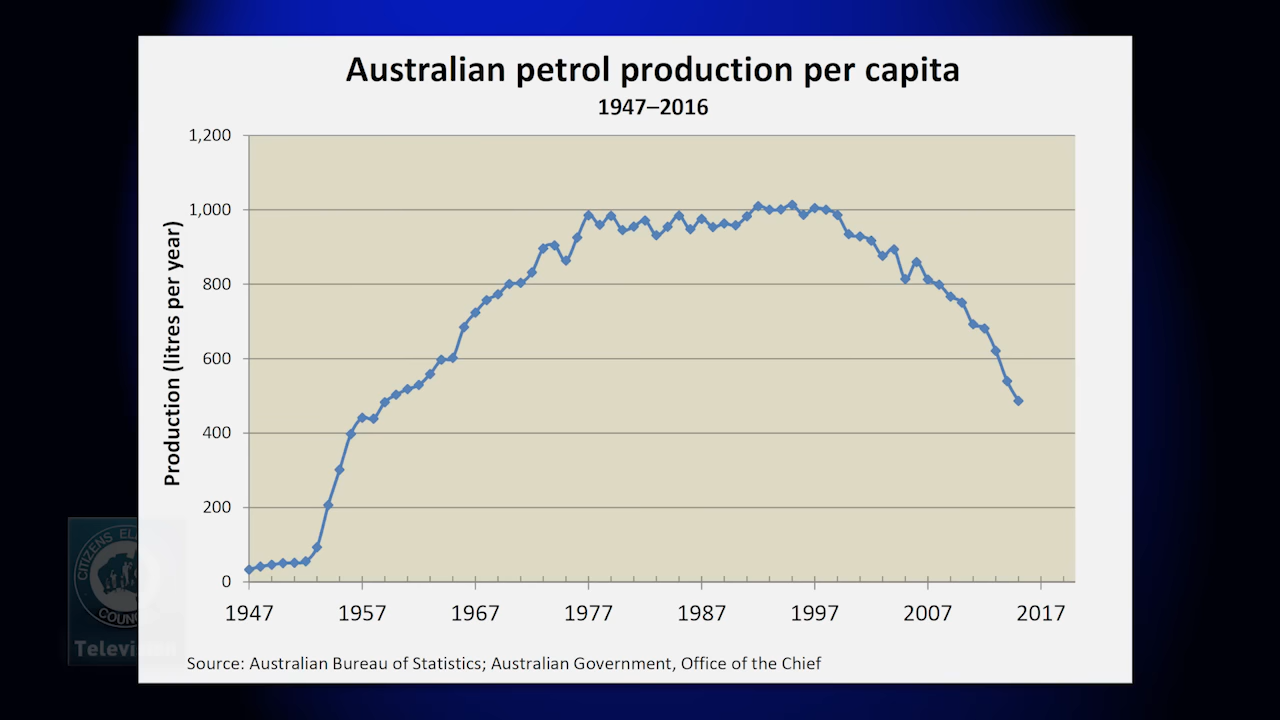 Australian petrol production per capita
1947–2016
Production (litres per year)
1,200
1,000
800
600
400
200
0
1947 1957 1967 1977 1987 1997 2007 2017
Source: Australian Bureau of Statistics; Australian Government, Office of the Chief
CITIZENS
Television